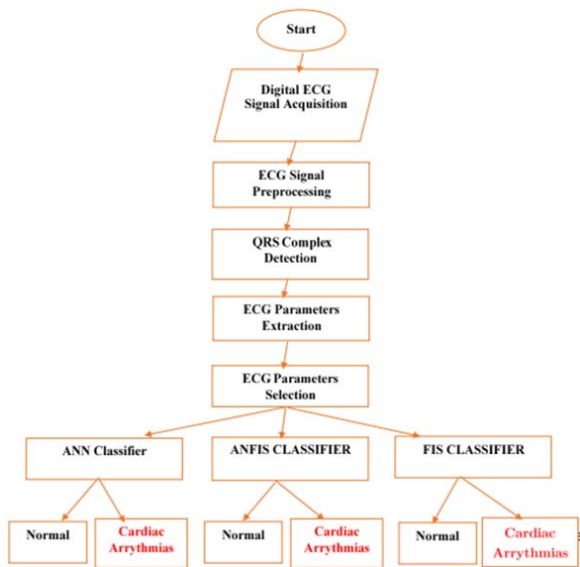 Start
Digital ECG
Signal Acquisition
ECG Signal
Preprocessing
QRS Complex
Detection
ECG Parameters
Extraction
ECG Parameters
Selection
ANN Classifier
ANFIS CLASSIFIER
FIS CLASSIFIER
Normal
Cardiac
Arrythmias
Normal
Cardiac
Arrythmias
Normal
Cardiac
Arrythmias